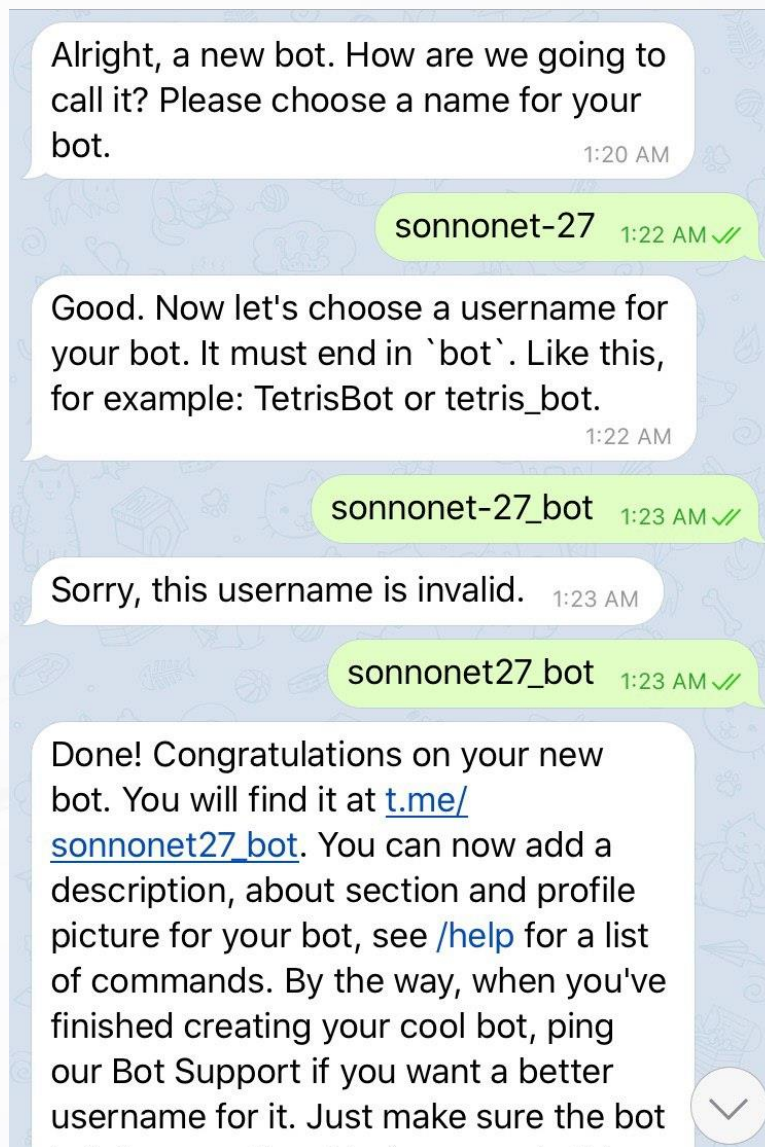 Alright, a new bot. How are we going to
call it? Please choose a name for your
bot.
1:20 AM
sonnonet-27
1:22 AM
Good. Now let's choose a username for
your bot. It must end in `bot`. Like this,
for example: TetrisBot or tetris_bot.
1:22 AM
sonnonet-27_bot
1:23 AM
Sorry, this username is invalid.
1:23 AM
sonnonet27_bot
1:23 AM
Done! Congratulations on your new
bot. You will find it at t.me/
sonnonet27_bot. You can now add a
description, about section and profile
picture for your bot, see /help for a list
of commands. By the way, when you've
finished creating your cool bot, ping
our Bot Support if you want a better
username for it. Just make sure the bot